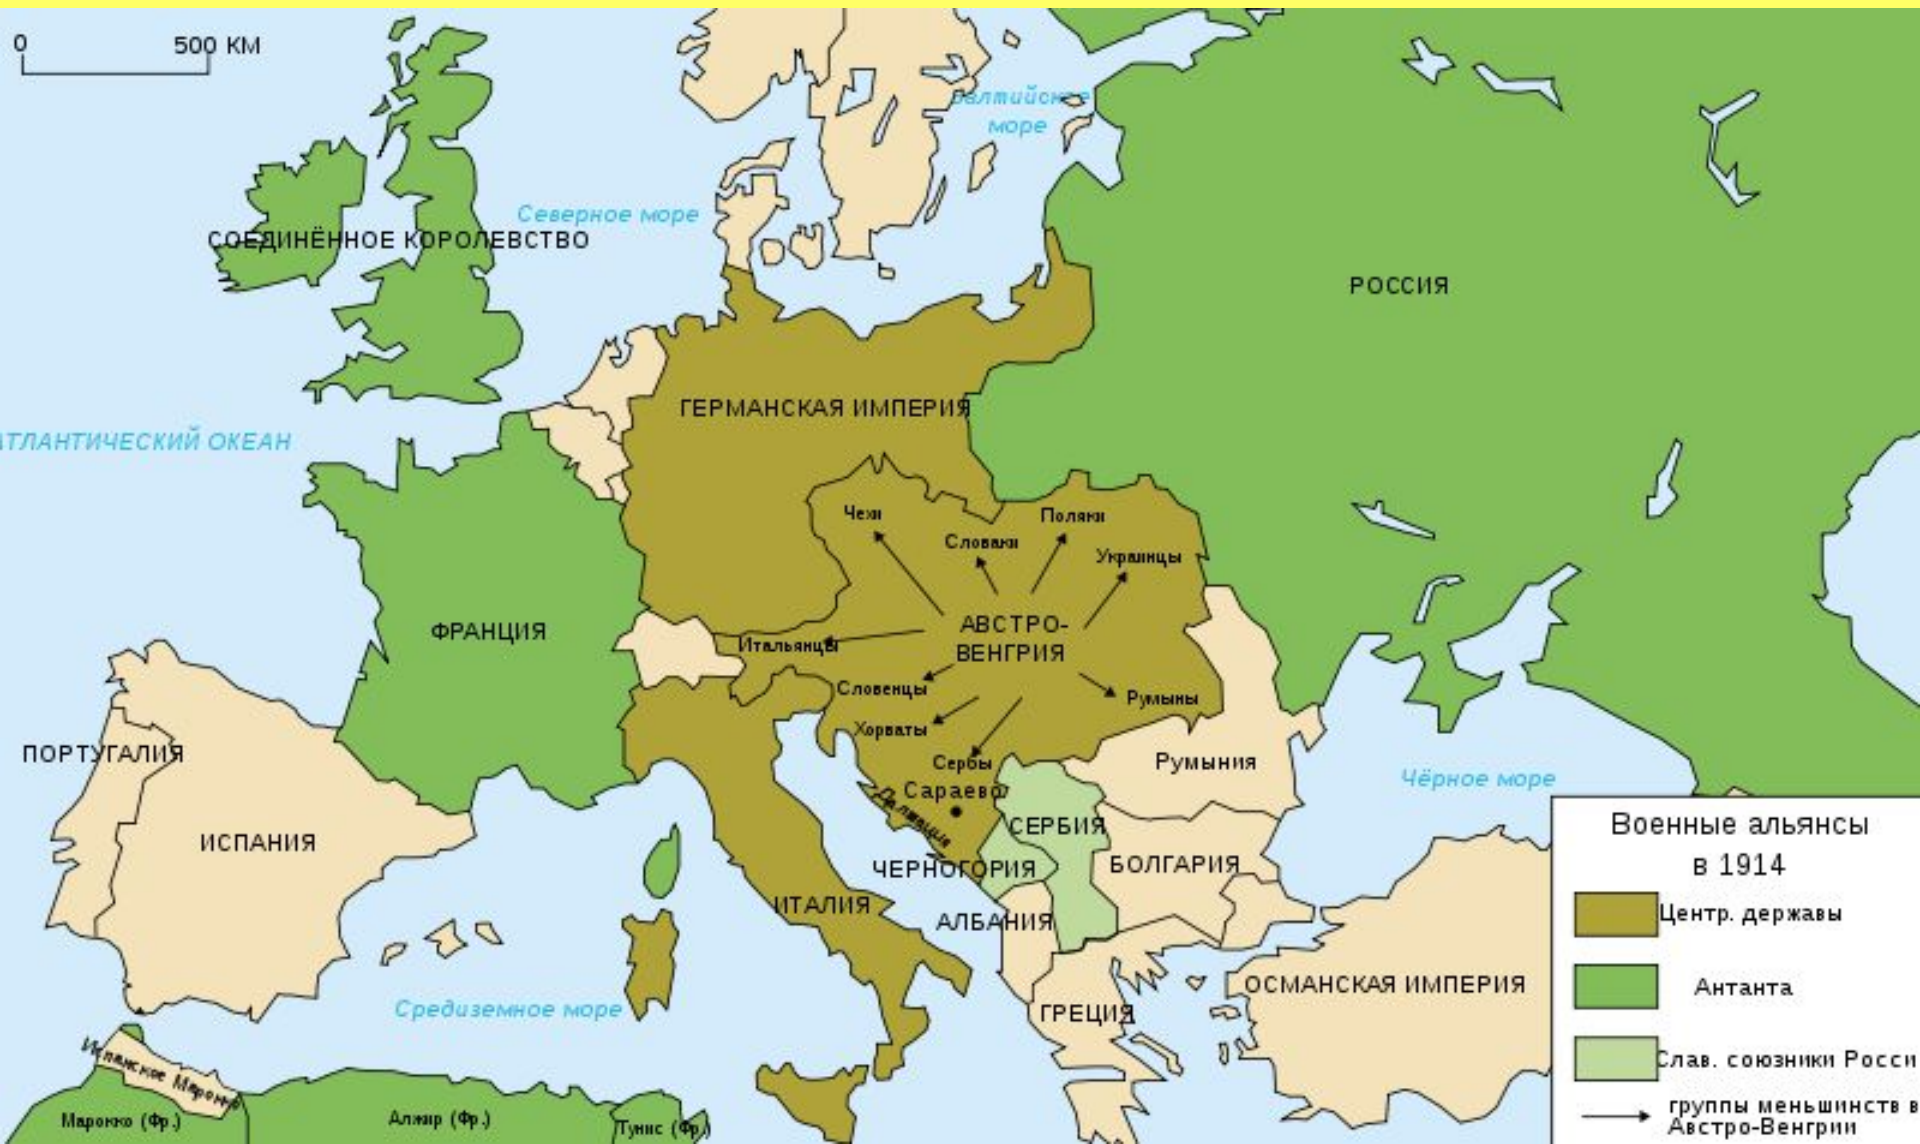 0 500 КМ
Балтийское
море
Северное море
СОЕДИНЁННОЕ КОРОЛЕВСТВО
РОССИЯ
ГЕРМАНСКАЯ ИМПЕРИЯ
АТЛАНТИЧЕСКИЙ ОКЕАН
Чехи
Поляки
Словаки
Украинцы
ФРАНЦИЯ
АВСТРО-
ВЕНГРИЯ
Итальянцы
Словенцы
Румыны
Хорваты
Сербы
ПОРТУГАЛИЯ
Румыния
Чёрное море
Сараево
Далмация
СЕРБИЯ
ИСПАНИЯ
ЧЕРНОГОРИЯ
БОЛГАРИЯ
ИТАЛИЯ
АЛБАНИЯ
Средиземное море
ГРЕЦИЯ
ОСМАНСКАЯ ИМПЕРИЯ
Испанское Марокко
Марокко (Фр.)
Алжир (Фр.)
Тунис (Фр.)
Военные альянсы
в 1914
Центр. державы
Антанта
Слав. союзники Росси
группы меньшинств в
Австро-Венгрии